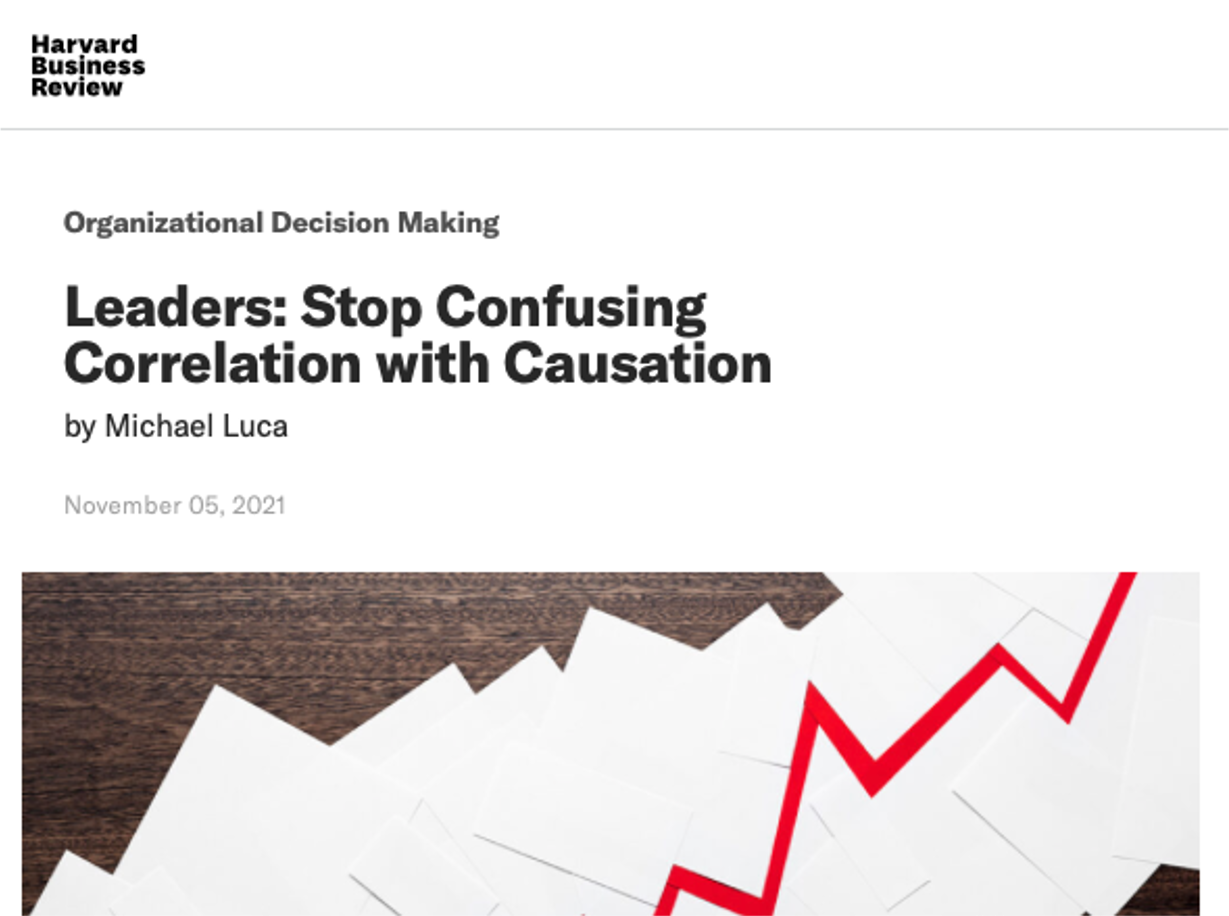 Harvard
Business
Review
Organizational Decision Making
Leaders: Stop Confusing
Correlation with Causation
by Michael Luca
November 05, 2021